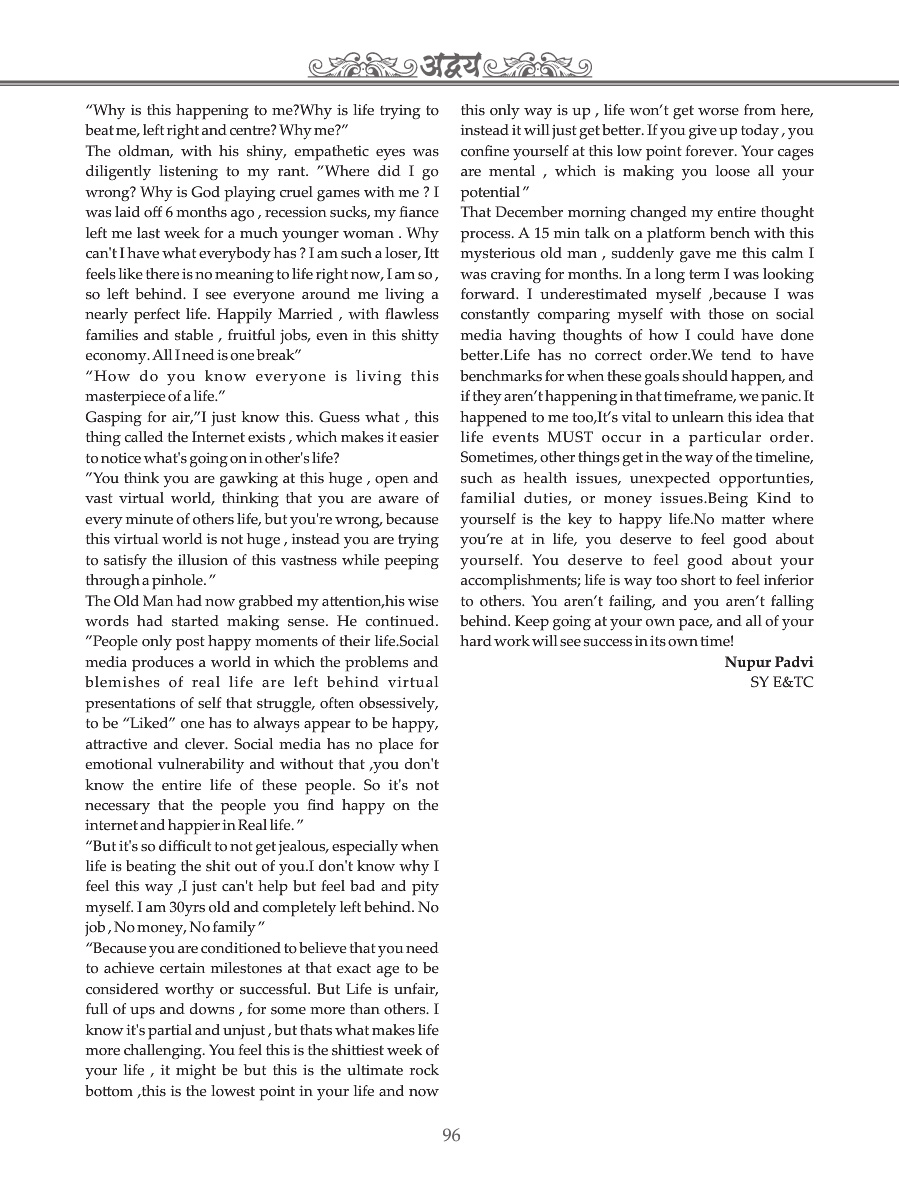 अद्वय
“Why is this happening to me?Why is life trying to
beat me, left right and centre? Why me?”
The oldman, with his shiny, empathetic eyes was
diligently listening to my rant. ”Where did I go
wrong? Why is God playing cruel games with me ? I
was laid off 6 months ago , recession sucks, my fiance
left me last week for a much younger woman . Why
can't I have what everybody has ? I am such a loser, Itt
feels like there is no meaning to life right now, I am so ,
so left behind. I see everyone around me living a
nearly perfect life. Happily Married , with flawless
families and stable , fruitful jobs, even in this shitty
economy. All I need is one break”
“How do you know everyone is living this
masterpiece of a life.”
Gasping for air,”I just know this. Guess what , this
thing called the Internet exists , which makes it easier
to notice what's going on in other's life?
”You think you are gawking at this huge , open and
vast virtual world, thinking that you are aware of
every minute of others life, but you're wrong, because
this virtual world is not huge , instead you are trying
to satisfy the illusion of this vastness while peeping
through a pinhole. ”
The Old Man had now grabbed my attention,his wise
words had started making sense. He continued.
”People only post happy moments of their life.Social
media produces a world in which the problems and
blemishes of real life are left behind virtual
presentations of self that struggle, often obsessively,
to be “Liked” one has to always appear to be happy,
attractive and clever. Social media has no place for
emotional vulnerability and without that ,you don't
know the entire life of these people. So it's not
necessary that the people you find happy on the
internet and happier in Real life. ”
“But it's so difficult to not get jealous, especially when
life is beating the shit out of you.I don't know why I
feel this way ,I just can't help but feel bad and pity
myself. I am 30yrs old and completely left behind. No
job , No money, No family ”
“Because you are conditioned to believe that you need
to achieve certain milestones at that exact age to be
considered worthy or successful. But Life is unfair,
full of ups and downs , for some more than others. I
know it's partial and unjust , but thats what makes life
more challenging. You feel this is the shittiest week of
your life , it might be but this is the ultimate rock
bottom ,this is the lowest point in your life and now
this only way is up , life won’t get worse from here,
instead it will just get better. If you give up today , you
confine yourself at this low point forever. Your cages
are mental , which is making you loose all your
potential ”
That December morning changed my entire thought
process. A 15 min talk on a platform bench with this
mysterious old man , suddenly gave me this calm I
was craving for months. In a long term I was looking
forward. I underestimated myself ,because I was
constantly comparing myself with those on social
media having thoughts of how I could have done
better.Life has no correct order.We tend to have
benchmarks for when these goals should happen, and
if they aren’t happening in that timeframe, we panic. It
happened to me too,It’s vital to unlearn this idea that
life events MUST occur in a particular order.
Sometimes, other things get in the way of the timeline,
such as health issues, unexpected opportunties,
familial duties, or money issues.Being Kind to
yourself is the key to happy life.No matter where
you’re at in life, you deserve to feel good about
yourself. You deserve to feel good about your
accomplishments; life is way too short to feel inferior
to others. You aren’t failing, and you aren’t falling
behind. Keep going at your own pace, and all of your
hard work will see success in its own time!
Nupur Padvi
SY E&TC
96